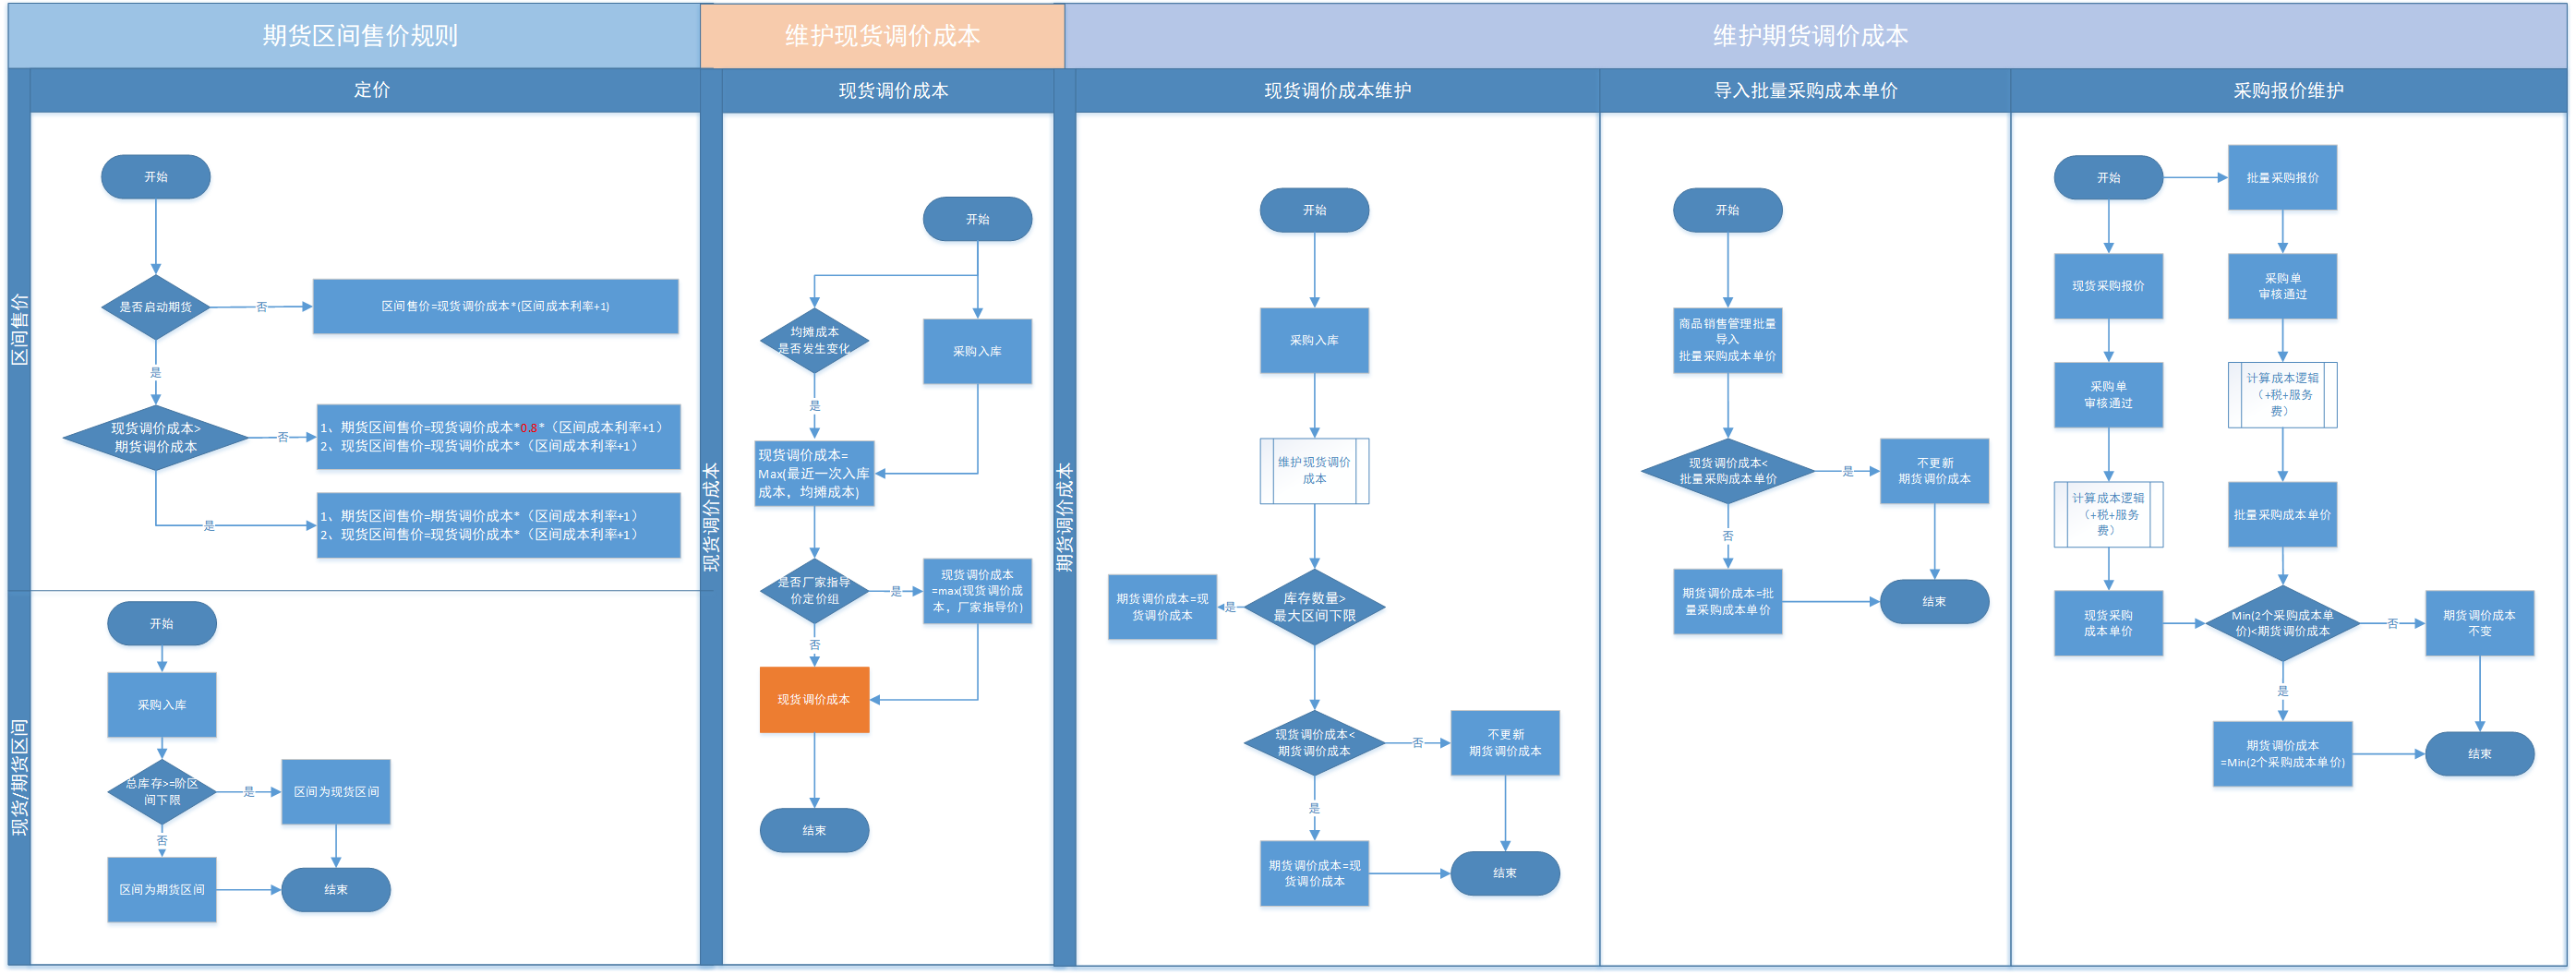 期货区间售价规则
维护现货调价成本
维护期货调价成本
定价
现货调价成本
现货调价成本维护
导入批量采购成本单价
采购报价维护
区间售价
开始
是否启动期货
否
区间售价=现货调价成本*(区间成本利率+1)
是
现货调价成本>
期货调价成本
否
1、期货区间售价=现货调价成本*0.8*（区间成本利率+1）
2、现货区间售价=现货调价成本*（区间成本利率+1）
是
1、期货区间售价=期货调价成本*（区间成本利率+1）
2、现货区间售价=现货调价成本*（区间成本利率+1）
现货/期货区间
开始
采购入库
总库存>=阶区
间下限
是
区间为现货区间
否
区间为期货区间
结束
现货调价成本
开始
均摊成本
是否发生变化
采购入库
是
现货调价成本=
Max(最近一次入库
成本，均摊成本)
是否厂家指导
价定价组
是
现货调价成本
=max(现货调价成
本，厂家指导价)
否
现货调价成本
结束
期货调价成本
开始
采购入库
维护现货调价
成本
库存数量>
最大区间下限
是
期货调价成本=现
货调价成本
现货调价成本<
期货调价成本
否
不更新
期货调价成本
是
期货调价成本=现
货调价成本
结束
开始
商品销售管理批量
导入
批量采购成本单价
现货调价成本<
批量采购成本单价
是
不更新
期货调价成本
否
期货调价成本=批
量采购成本单价
结束
开始
批量采购报价
现货采购报价
采购单
审核通过
采购单
审核通过
计算成本逻辑
（+税+服务
费）
计算成本逻辑
（+税+服务
费）
批量采购成本单价
现货采购
成本单价
Min(2个采购成本单
价)<期货调价成本
否
期货调价成本
不变
是
期货调价成本
=Min(2个采购成本单价)
结束